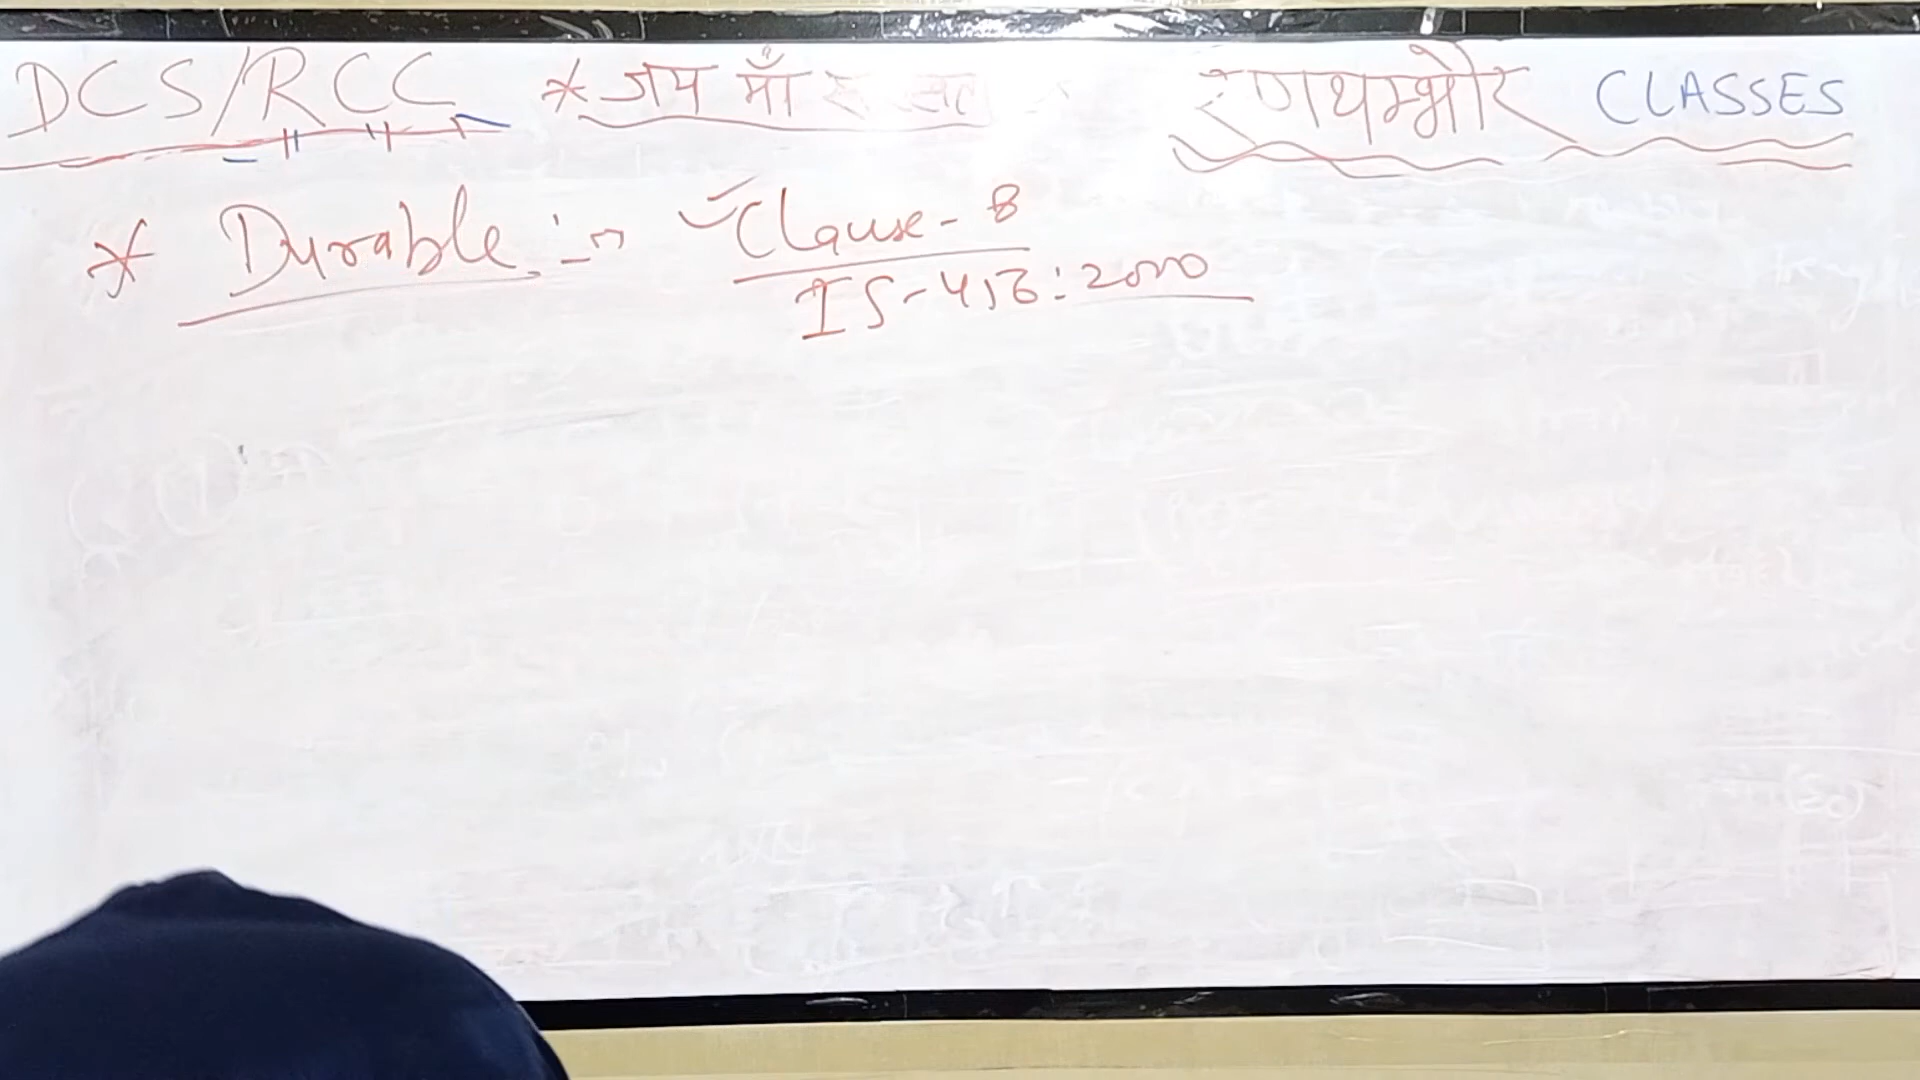 DCS/RCC * जय माँ रणथम्भौर CLASSES
* Durable :→ Clause-8
IS-456:2000